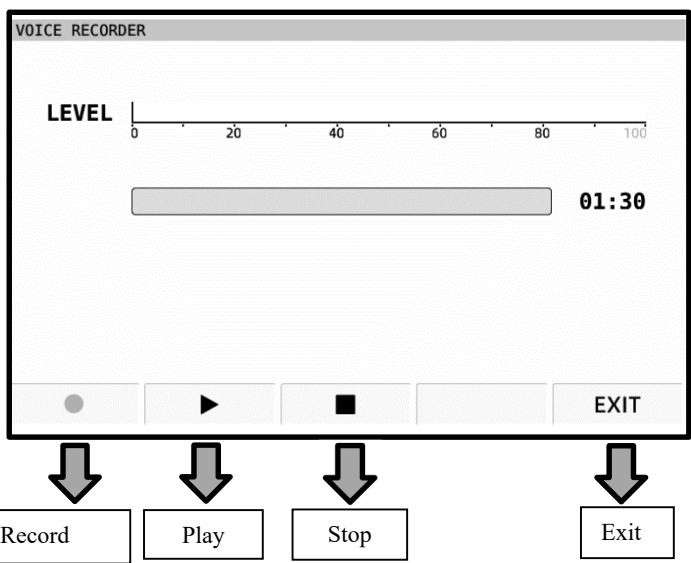 VOICE RECORDER
LEVEL
0 20 40 60 80 100
01:30
EXIT
Record Play Stop Exit